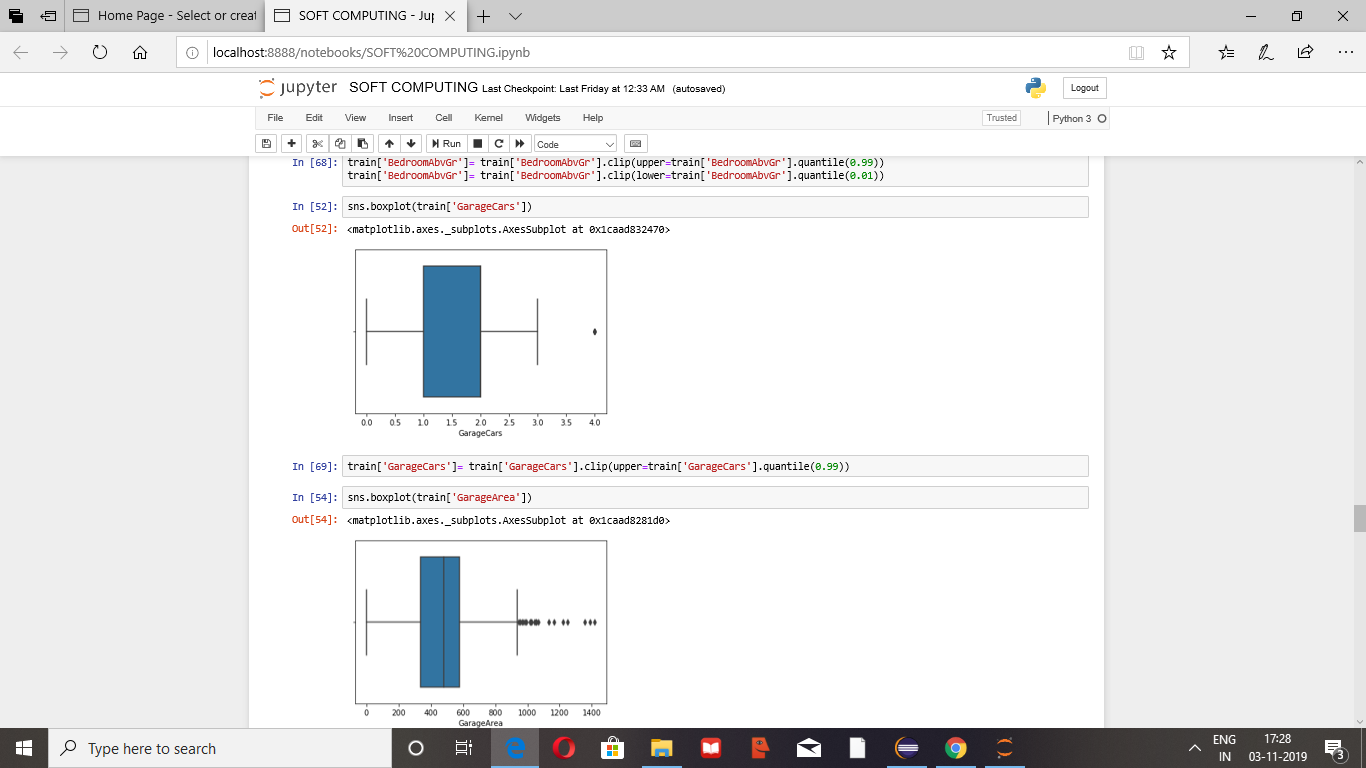 Home Page - Select or creat
SOFT COMPUTING - Jup
localhost:8888/notebooks/SOFT%20COMPUTING.ipynb
jupyter SOFT COMPUTING Last Checkpoint: Last Friday at 12:33 AM (autosaved)
Logout
File Edit View Insert Cell Kernel Widgets Help
Trusted
Python 3
Run
Code
In [68]: train['BedroomAbvGr']= train['BedroomAbvGr'].clip(upper=train['BedroomAbvGr'].quantile(0.99))
train['BedroomAbvGr']= train['BedroomAbvGr'].clip(lower=train['BedroomAbvGr'].quantile(0.01))
In [52]: sns.boxplot(train['GarageCars'])
Out[52]: <matplotlib.axes._subplots.AxesSubplot at 0x1caad832470>
0.0 0.5 1.0 1.5 2.0 2.5 3.0 3.5 4.0
GarageCars
In [69]: train['GarageCars']= train['GarageCars'].clip(upper=train['GarageCars'].quantile(0.99))
In [54]: sns.boxplot(train['GarageArea'])
Out[54]: <matplotlib.axes._subplots.AxesSubplot at 0x1caad8281d0>
0 200 400 600 800 1000 1200 1400
GarageArea
Type here to search
ENG
IN
17:28
03-11-2019
3